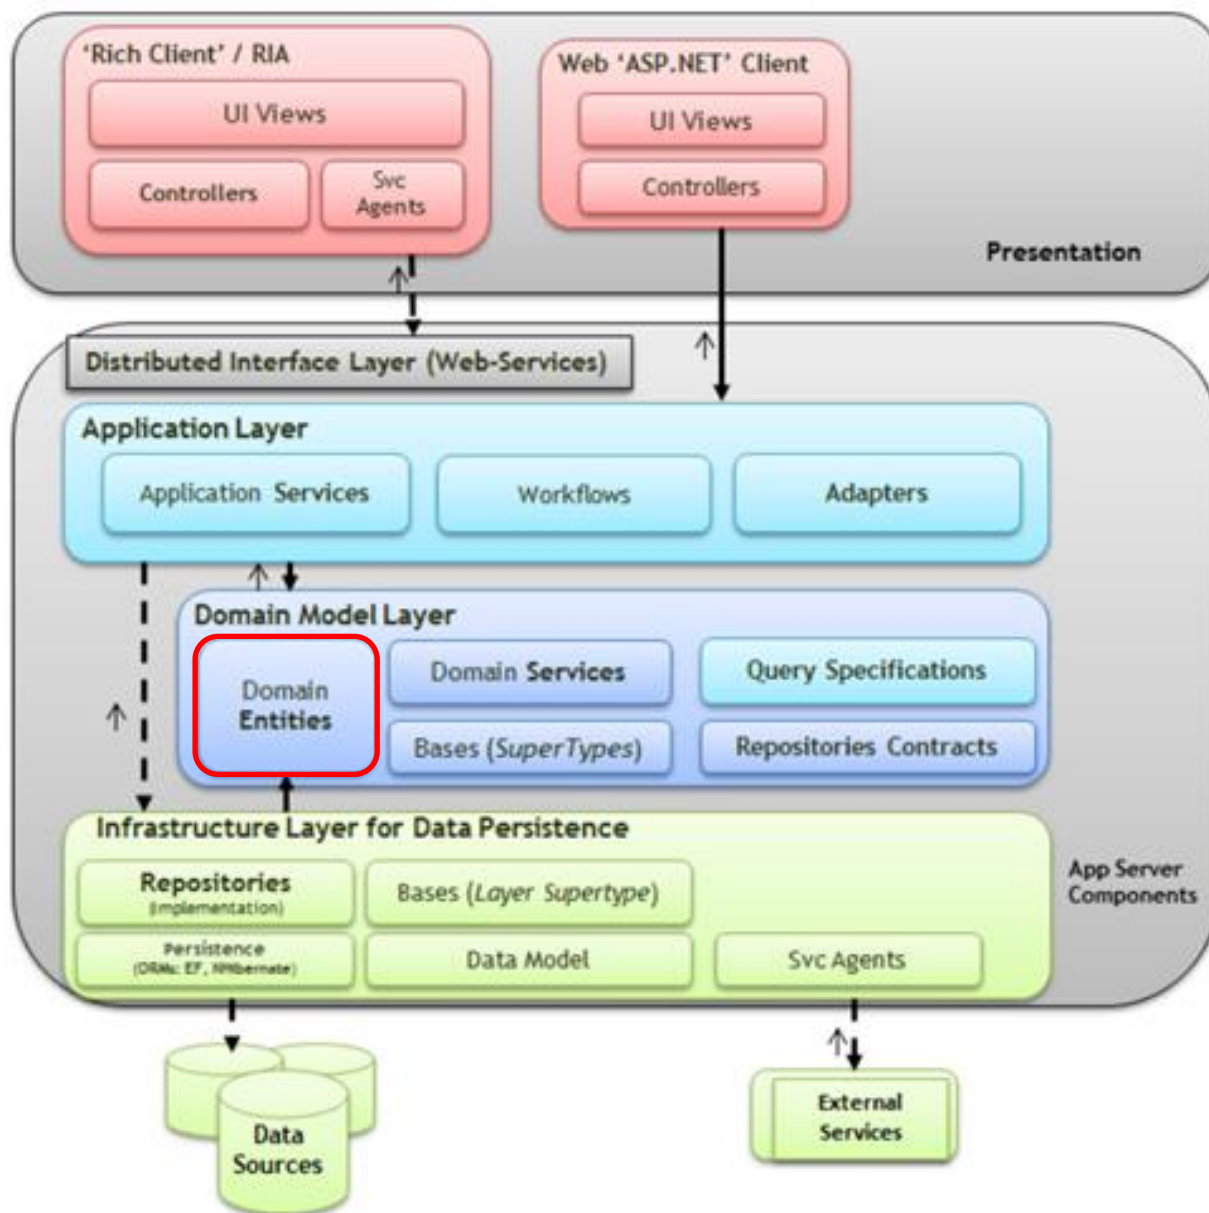 'Rich Client' / RIA
UI Views
Controllers
Svc
Agents
Web 'ASP.NET' Client
UI Views
Controllers
Presentation
Distributed Interface Layer (Web-Services)
Application Layer
Application Services
Workflows
Adapters
Domain Model Layer
Domain
Entities
Domain Services
Query Specifications
Bases (SuperTypes)
Repositories Contracts
Infrastructure Layer for Data Persistence
Repositories
(Implementation)
Bases (Layer Supertype)
Persistence
(ORMs: EF, NHibernate)
Data Model
Svc Agents
App Server
Components
Data
Sources
External
Services